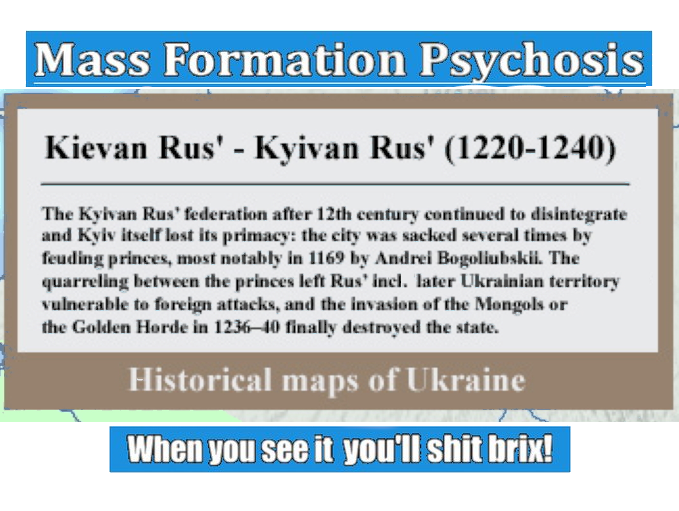 Mass Formation Psychosis
Kievan Rus' - Kyivan Rus' (1220-1240)
The Kyivan Rus' federation after 12th century continued to disintegrate
and Kyiv itself lost its primacy: the city was sacked several times by
feuding princes, most notably in 1169 by Andrei Bogoliubskii. The
quarreling between the princes left Rus' incl. later Ukrainian territory
vulnerable to foreign attacks, and the invasion of the Mongols or
the Golden Horde in 1236–40 finally destroyed the state.
Historical maps of Ukraine
When you see it you'll shit brix!